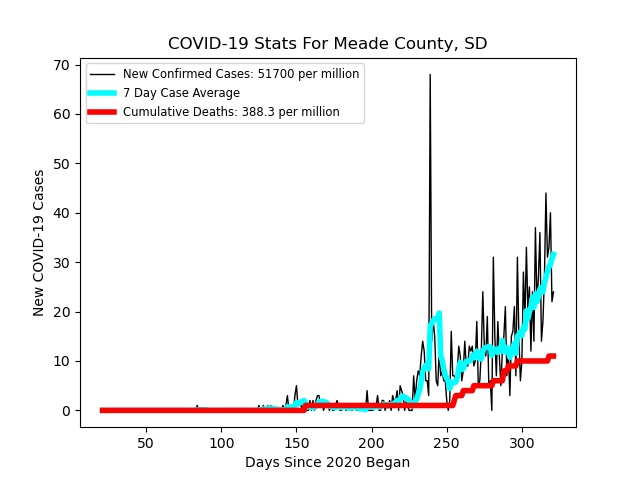 COVID-19 Stats For Meade County, SD
New Confirmed Cases: 51700 per million
7 Day Case Average
Cumulative Deaths: 388.3 per million
New COVID-19 Cases
70
60
50
40
30
20
10
0
50 100 150 200 250 300
Days Since 2020 Began